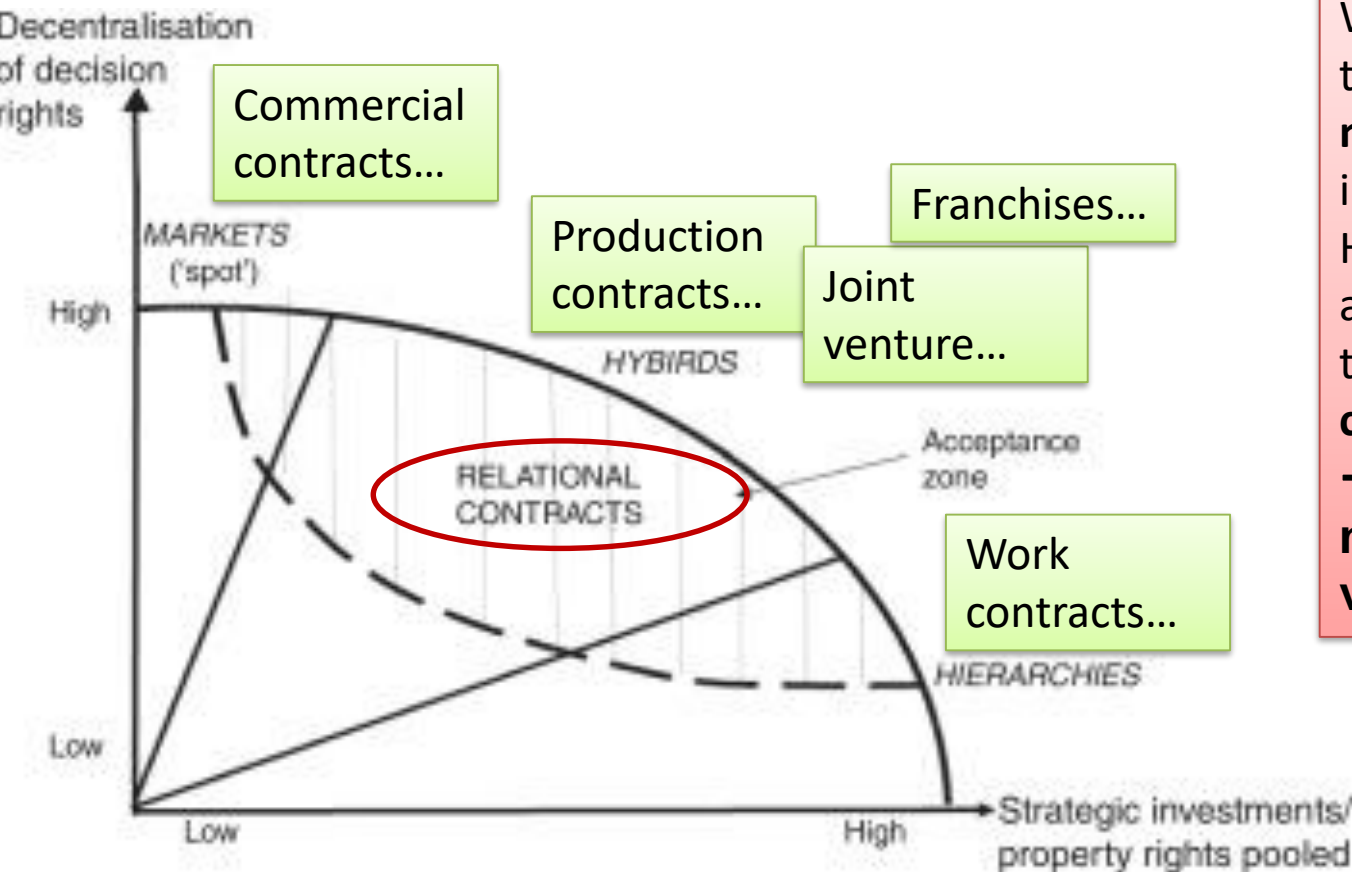 Decentralisation
of decision
rights
Commercial
contracts…
MARKETS
('spot')
High
Production
contracts…
Franchises…
Joint
venture…
HYBIRDS
RELATIONAL
CONTRACTS
Acceptance
zone
Work
contracts…
HIERARCHIES
Low
Low
High
Strategic investments/
property rights pooled